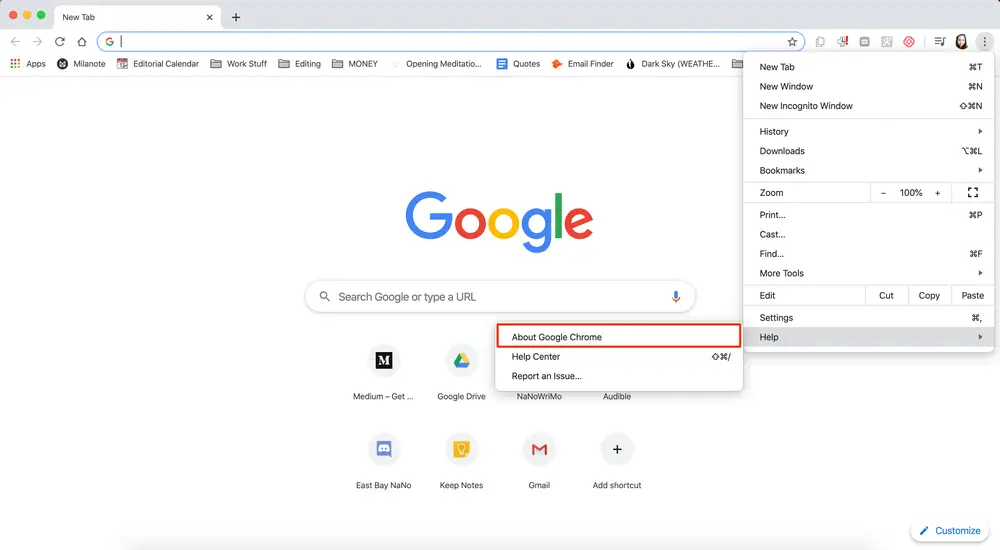 New Tab
Apps
Milanote
Editorial Calendar
Work Stuff
Editing
MONEY
Opening Meditatio...
Quotes
Email Finder
Dark Sky (WEATHE...
New Tab ⌘T
New Window ⌘N
New Incognito Window ⇧⌘N
History
Downloads ⌥⌘L
Bookmarks
Zoom − 100% +
Print... ⌘P
Cast...
Find... ⌘F
More Tools
Edit Cut Copy Paste
Settings ⌘,
Help
Google
Search Google or type a URL
About Google Chrome
Help Center ⇧⌘/
Report an Issue...
Medium – Get ...
Google Drive
NaNoWriMo
Audible
East Bay NaNo
Keep Notes
Gmail
Add shortcut
Customize